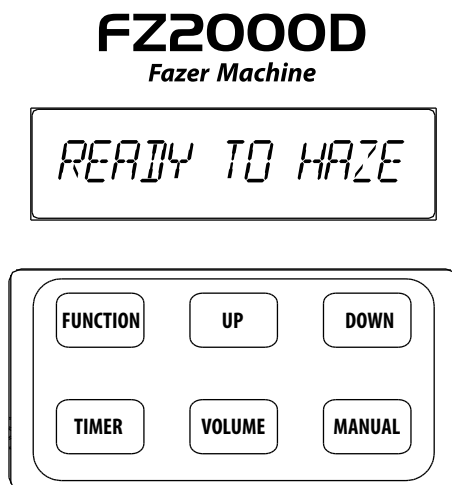 FZ2000D
Fazer Machine
READY TO HAZE
FUNCTION UP DOWN
TIMER VOLUME MANUAL